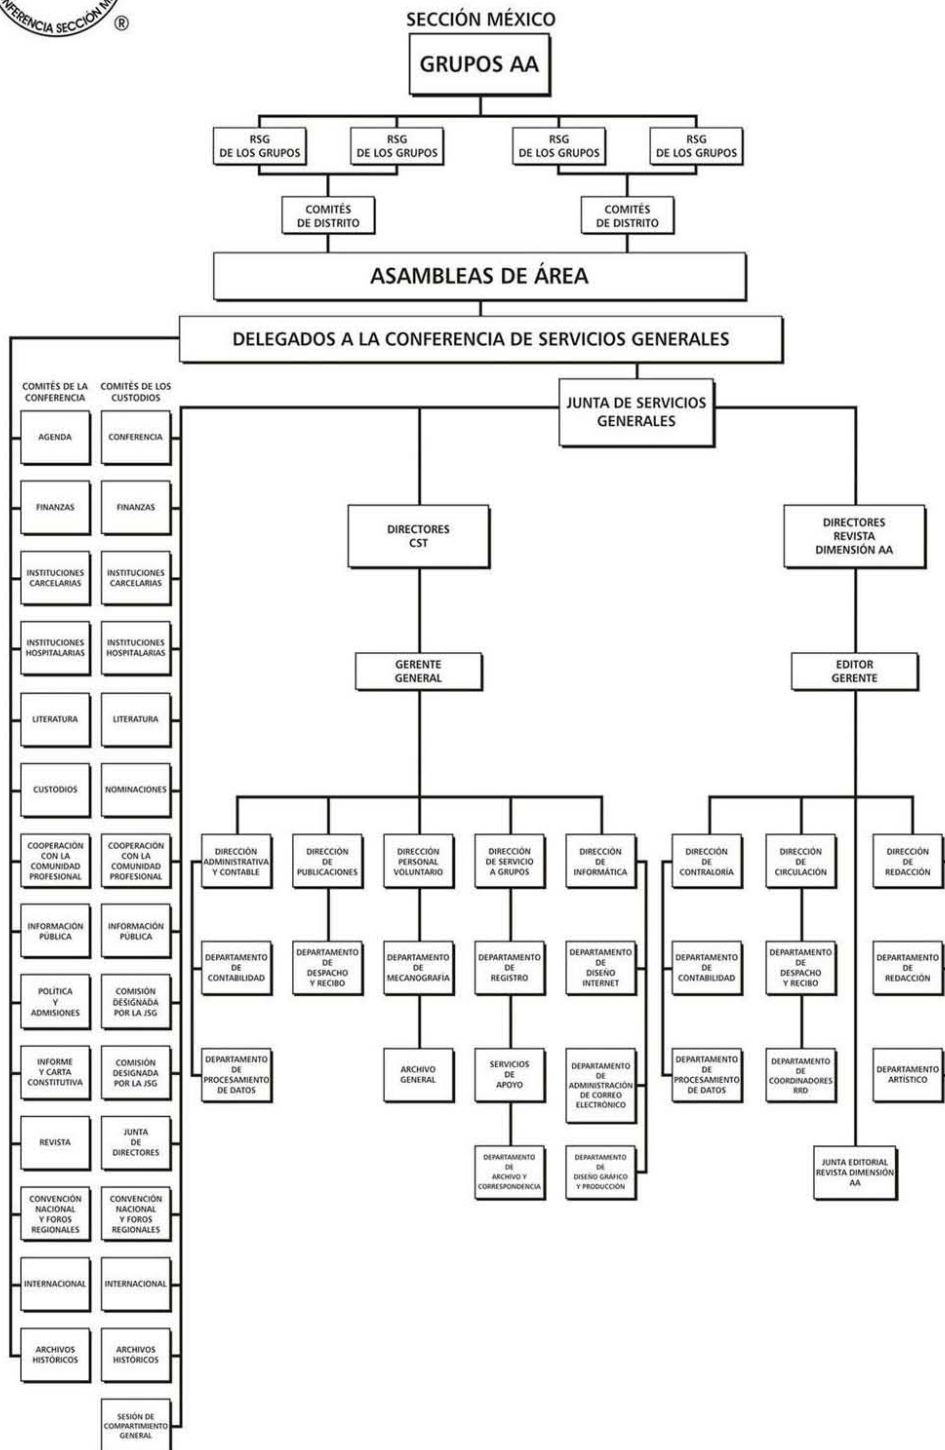 CONFERENCIA SECCIÓN
®
SECCIÓN MÉXICO
GRUPOS AA
RSG
DE LOS GRUPOS
RSG
DE LOS GRUPOS
RSG
DE LOS GRUPOS
RSG
DE LOS GRUPOS
COMITÉS
DE DISTRITO
COMITÉS
DE DISTRITO
ASAMBLEAS DE ÁREA
DELEGADOS A LA CONFERENCIA DE SERVICIOS GENERALES
JUNTA DE SERVICIOS
GENERALES
COMITÉS DE LA
CONFERENCIA
AGENDA
FINANZAS
INSTITUCIONES
CARCELARIAS
INSTITUCIONES
HOSPITALARIAS
LITERATURA
CUSTODIOS
COOPERACIÓN
CON LA
COMUNIDAD
PROFESIONAL
INFORMACIÓN
PÚBLICA
POLÍTICA
Y
ADMISIONES
INFORME
Y CARTA
CONSTITUTIVA
REVISTA
CONVENCIÓN
NACIONAL
Y FOROS
REGIONALES
INTERNACIONAL
ARCHIVOS
HISTÓRICOS
COMITÉS DE LOS
CUSTODIOS
CONFERENCIA
FINANZAS
INSTITUCIONES
CARCELARIAS
INSTITUCIONES
HOSPITALARIAS
LITERATURA
NOMINACIONES
COOPERACIÓN
CON LA
COMUNIDAD
PROFESIONAL
INFORMACIÓN
PÚBLICA
COMISIÓN
DESIGNADA
POR LA JSG
COMISIÓN
DESIGNADA
POR LA JSG
JUNTA
DE
DIRECTORES
CONVENCIÓN
NACIONAL
Y FOROS
REGIONALES
INTERNACIONAL
ARCHIVOS
HISTÓRICOS
SESIÓN DE
COMPARTIMIENTO
GENERAL
DIRECTORES
CST
GERENTE
GENERAL
DIRECCIÓN
ADMINISTRATIVA
Y CONTABLE
DEPARTAMENTO
DE
CONTABILIDAD
DEPARTAMENTO
DE
PROCESAMIENTO
DE DATOS
DIRECCIÓN
DE
PUBLICACIONES
DEPARTAMENTO
DE
DESPACHO
Y RECIBO
DIRECCIÓN
PERSONAL
VOLUNTARIO
DEPARTAMENTO
DE
MECANOGRAFÍA
ARCHIVO
GENERAL
DIRECCIÓN
DE SERVICIO
A GRUPOS
DEPARTAMENTO
DE
REGISTRO
SERVICIOS
DE
APOYO
DEPARTAMENTO
DE
ARCHIVO Y
CORRESPONDENCIA
DIRECCIÓN
DE
INFORMÁTICA
DEPARTAMENTO
DE
DISEÑO
INTERNET
DEPARTAMENTO
DE
ADMINISTRACIÓN
DE CORREO
ELECTRÓNICO
DEPARTAMENTO
DE
DISEÑO GRÁFICO
Y PRODUCCIÓN
DIRECTORES
REVISTA
DIMENSIÓN AA
EDITOR
GERENTE
DIRECCIÓN
DE
CONTRALORÍA
DEPARTAMENTO
DE
CONTABILIDAD
DEPARTAMENTO
DE
PROCESAMIENTO
DE DATOS
DIRECCIÓN
DE
CIRCULACIÓN
DEPARTAMENTO
DE
DESPACHO
Y RECIBO
DEPARTAMENTO
DE
COORDINADORES
RRD
DIRECCIÓN
DE
REDACCIÓN
DEPARTAMENTO
DE
REDACCIÓN
DEPARTAMENTO
ARTÍSTICO
JUNTA EDITORIAL
REVISTA DIMENSIÓN
AA